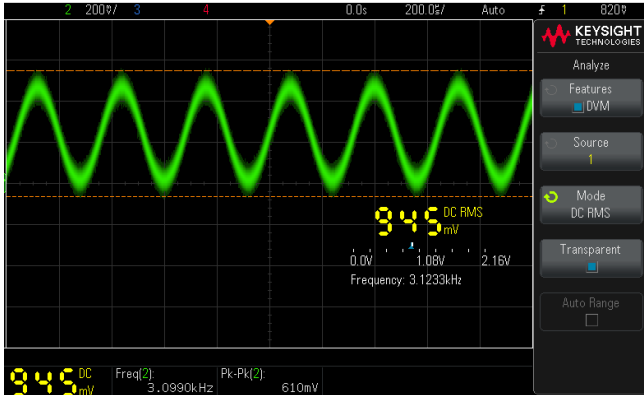 2 200mV/ 3 4 0.0s 200.0µs/ Auto 1 820mV
KEYSIGHT
TECHNOLOGIES
Analyze
Features
DVM
Source
1
Mode
DC RMS
Transparent
Auto Range
945 DC RMS
mV
0.0V 1.08V 2.16V
Frequency: 3.1233kHz
945 DC
mV
Freq(2):
3.0990kHz
Pk-Pk(2):
610mV